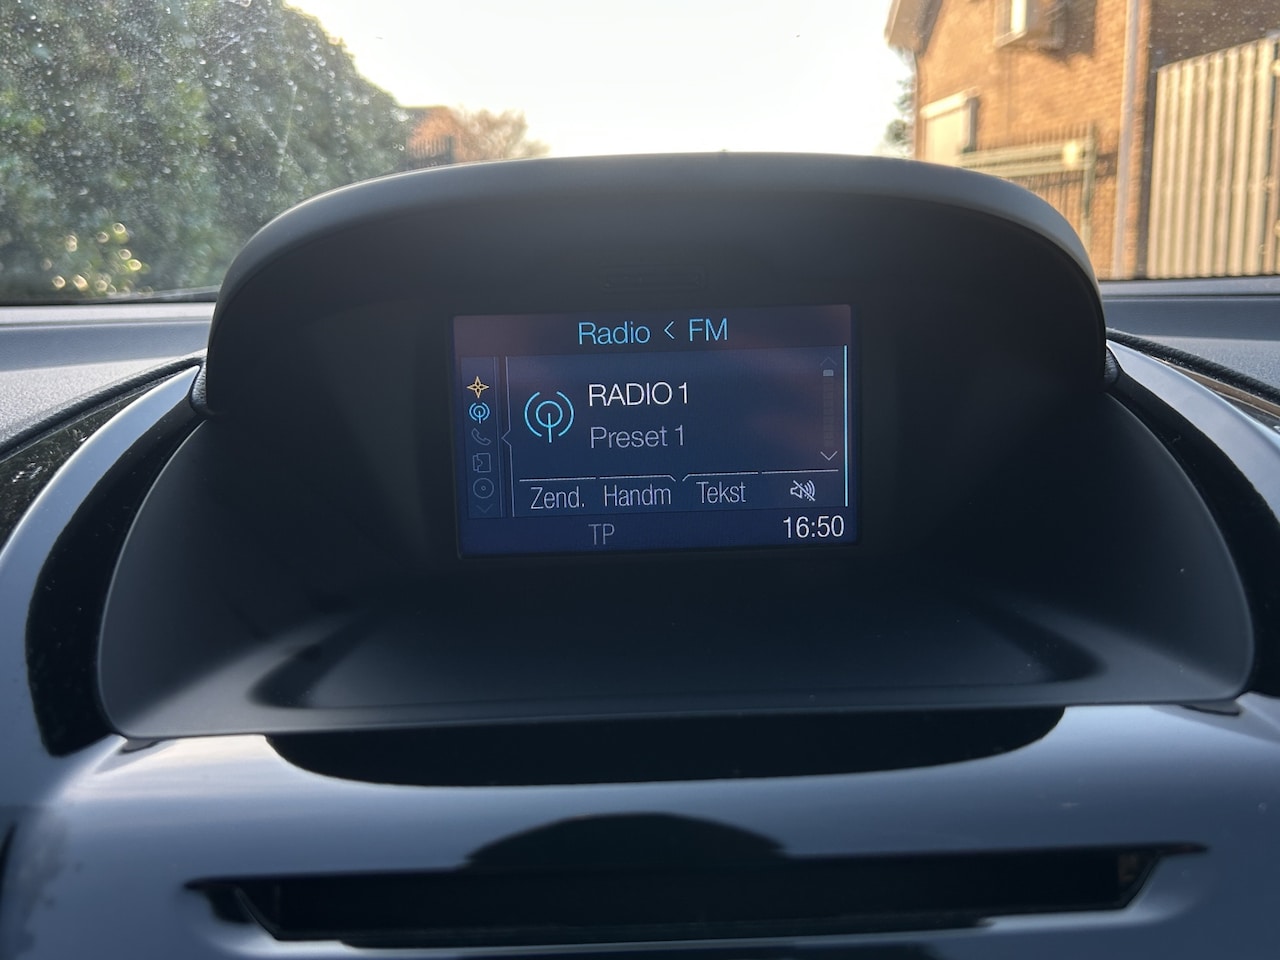 Radio < FM
RADIO 1
Preset 1
Zend. Handm Tekst
TP 16:50